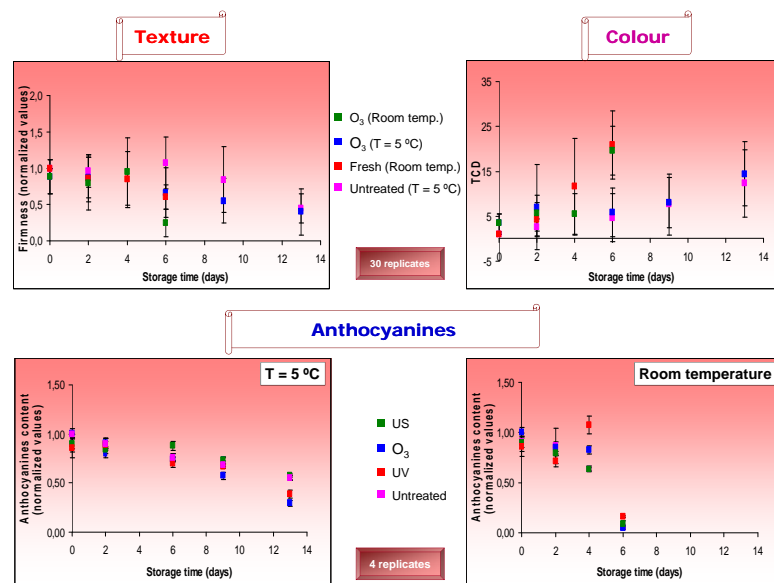 Texture
Colour
2,0
1,5
1,0
0,5
0,0
0 2 4 6 8 10 12 14
Firmness (normalized values)
Storage time (days)
O₃ (Room temp.)
O₃ (T = 5 ºC)
Fresh (Room temp.)
Untreated (T = 5 ºC)
30 replicates
35
25
15
5
-5
0 2 4 6 8 10 12 14
TCD
Storage time (days)
Anthocyanines
T = 5 ºC
1,50
1,00
0,50
0,00
0 2 4 6 8 10 12 14
Anthocyanines content
(normalized values)
Storage time (days)
US
O₃
UV
Untreated
4 replicates
Room temperature
1,50
1,00
0,50
0,00
0 2 4 6 8 10 12 14
Anthocyanines content
(normalized values)
Storage time (days)